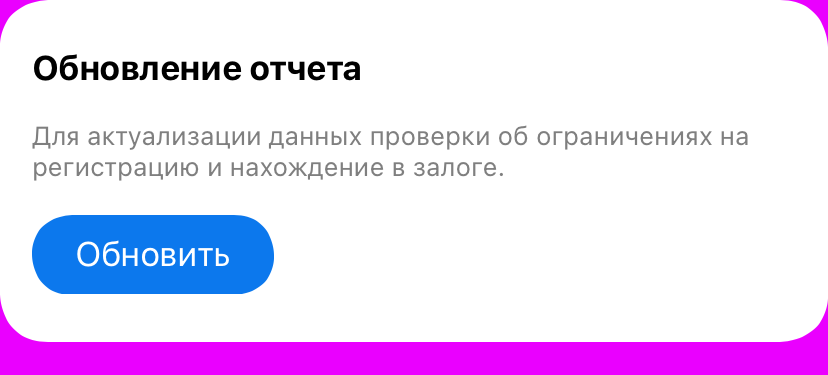 Обновление отчета
Для актуализации данных проверки об ограничениях на
регистрацию и нахождение в залоге.
Обновить